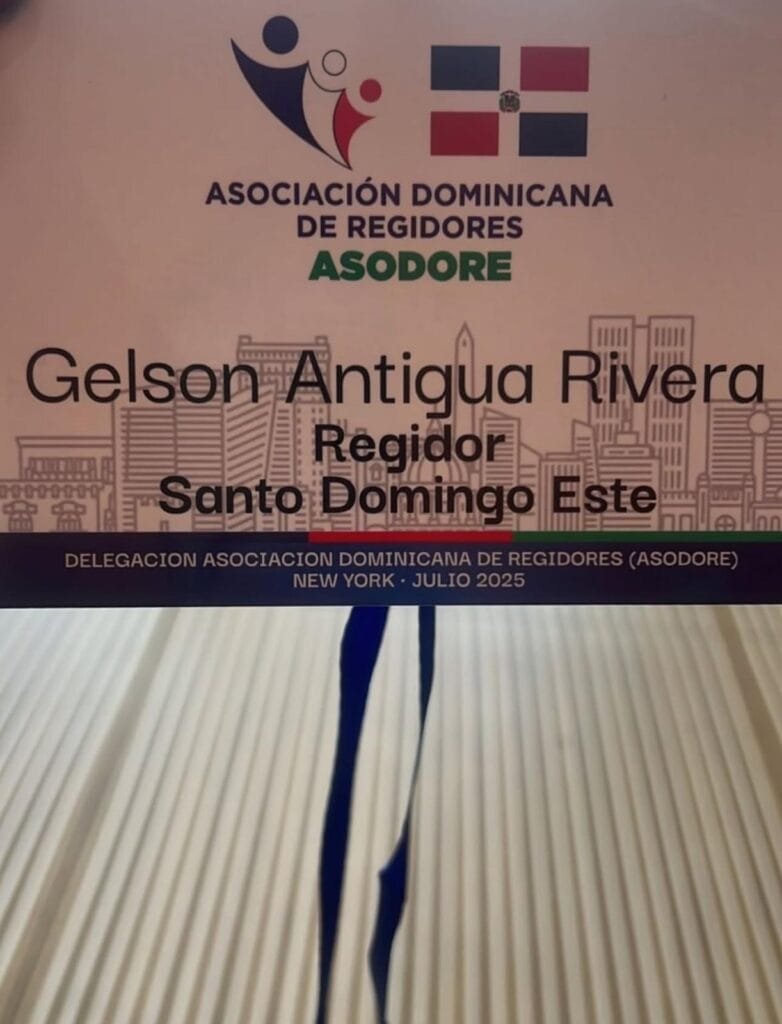 ASOCIACIÓN DOMINICANA
DE REGIDORES
ASODORE
Gelson Antigua Rivera
Regidor
Santo Domingo Este
DELEGACION ASOCIACION DOMINICANA DE REGIDORES (ASODORE)
NEW YORK · JULIO 2025